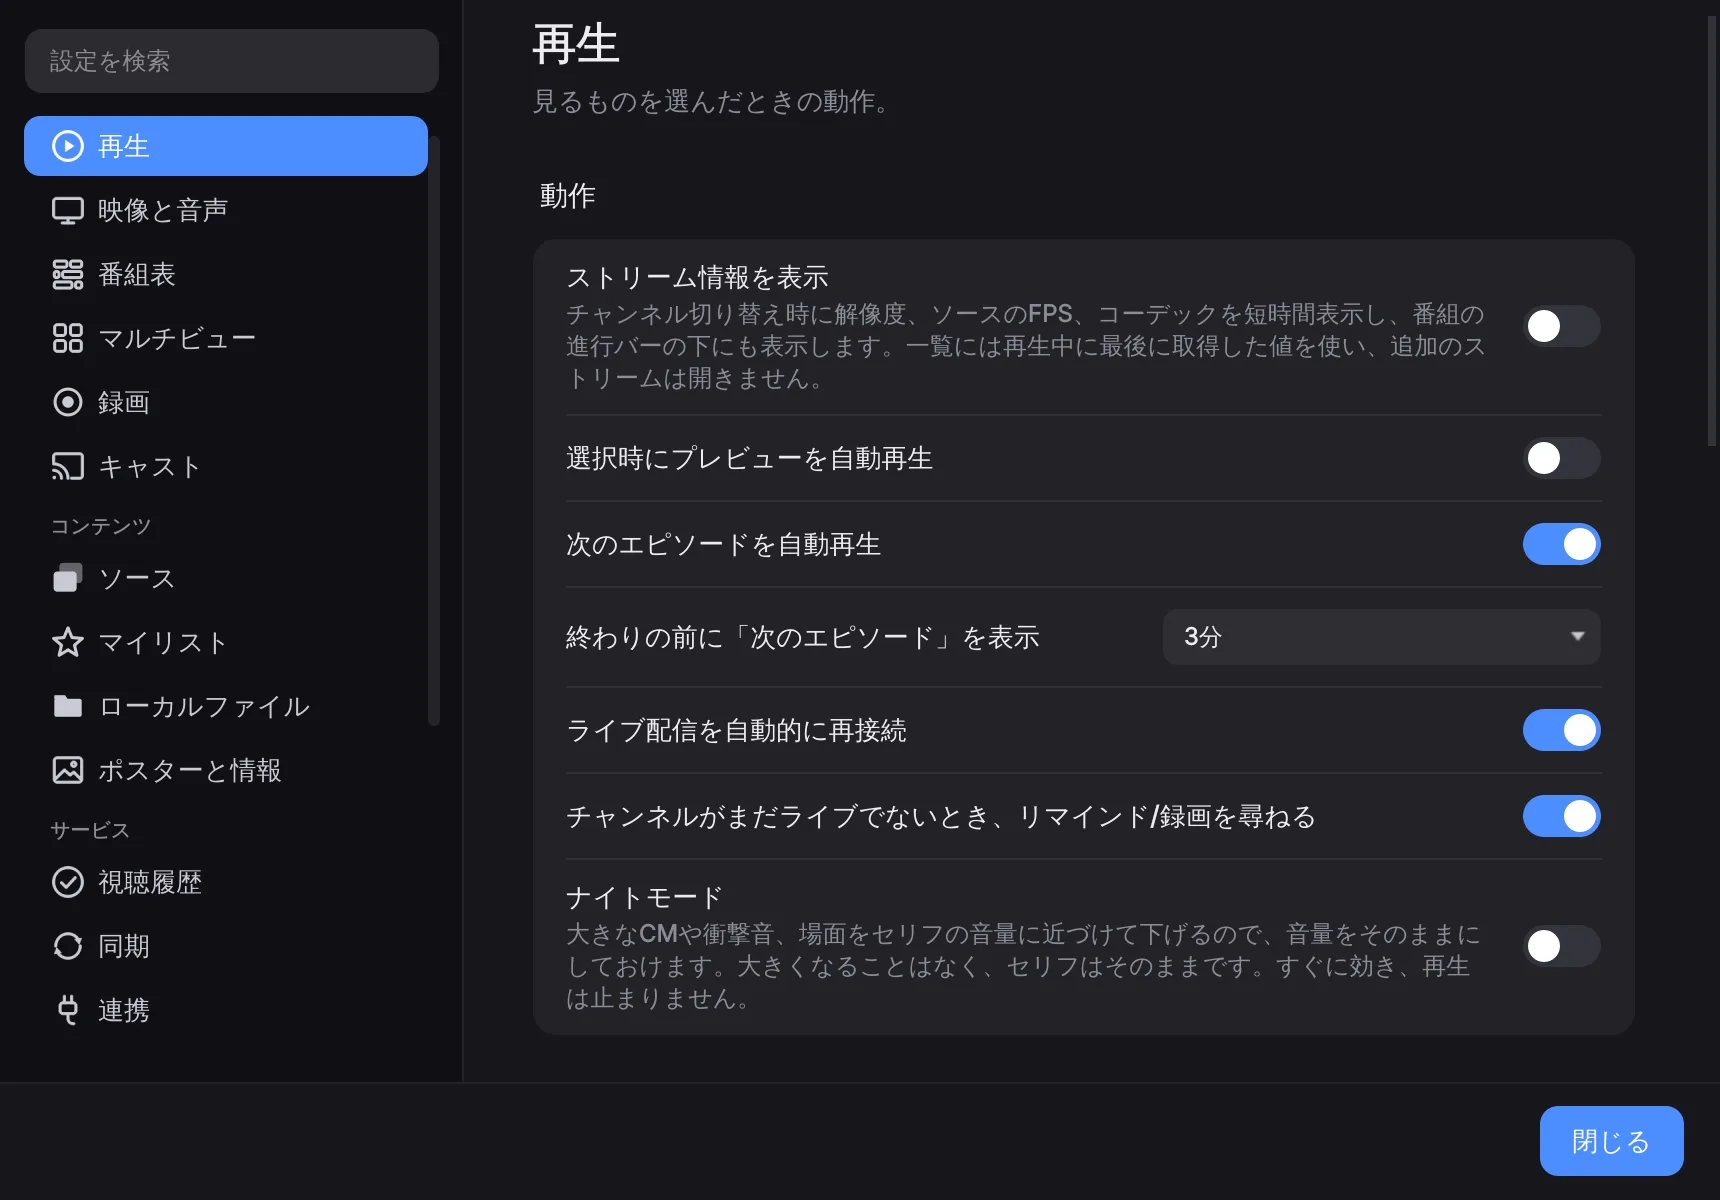 設定を検索
再生
映像と音声
番組表
マルチビュー
録画
キャスト
コンテンツ
ソース
マイリスト
ローカルファイル
ポスターと情報
サービス
視聴履歴
同期
連携
再生
見るものを選んだときの動作。
動作
ストリーム情報を表示
チャンネル切り替え時に解像度、ソースのFPS、コーデックを短時間表示し、番組の
進行バーの下にも表示します。一覧には再生中に最後に取得した値を使い、追加のス
トリームは開きません。
選択時にプレビューを自動再生
次のエピソードを自動再生
終わりの前に「次のエピソード」を表示
3分
ライブ配信を自動的に再接続
チャンネルがまだライブでないとき、リマインド/録画を尋ねる
ナイトモード
大きなCMや衝撃音、場面をセリフの音量に近づけて下げるので、音量をそのままに
しておけます。大きくなることはなく、セリフはそのままです。すぐに効き、再生
は止まりません。
閉じる